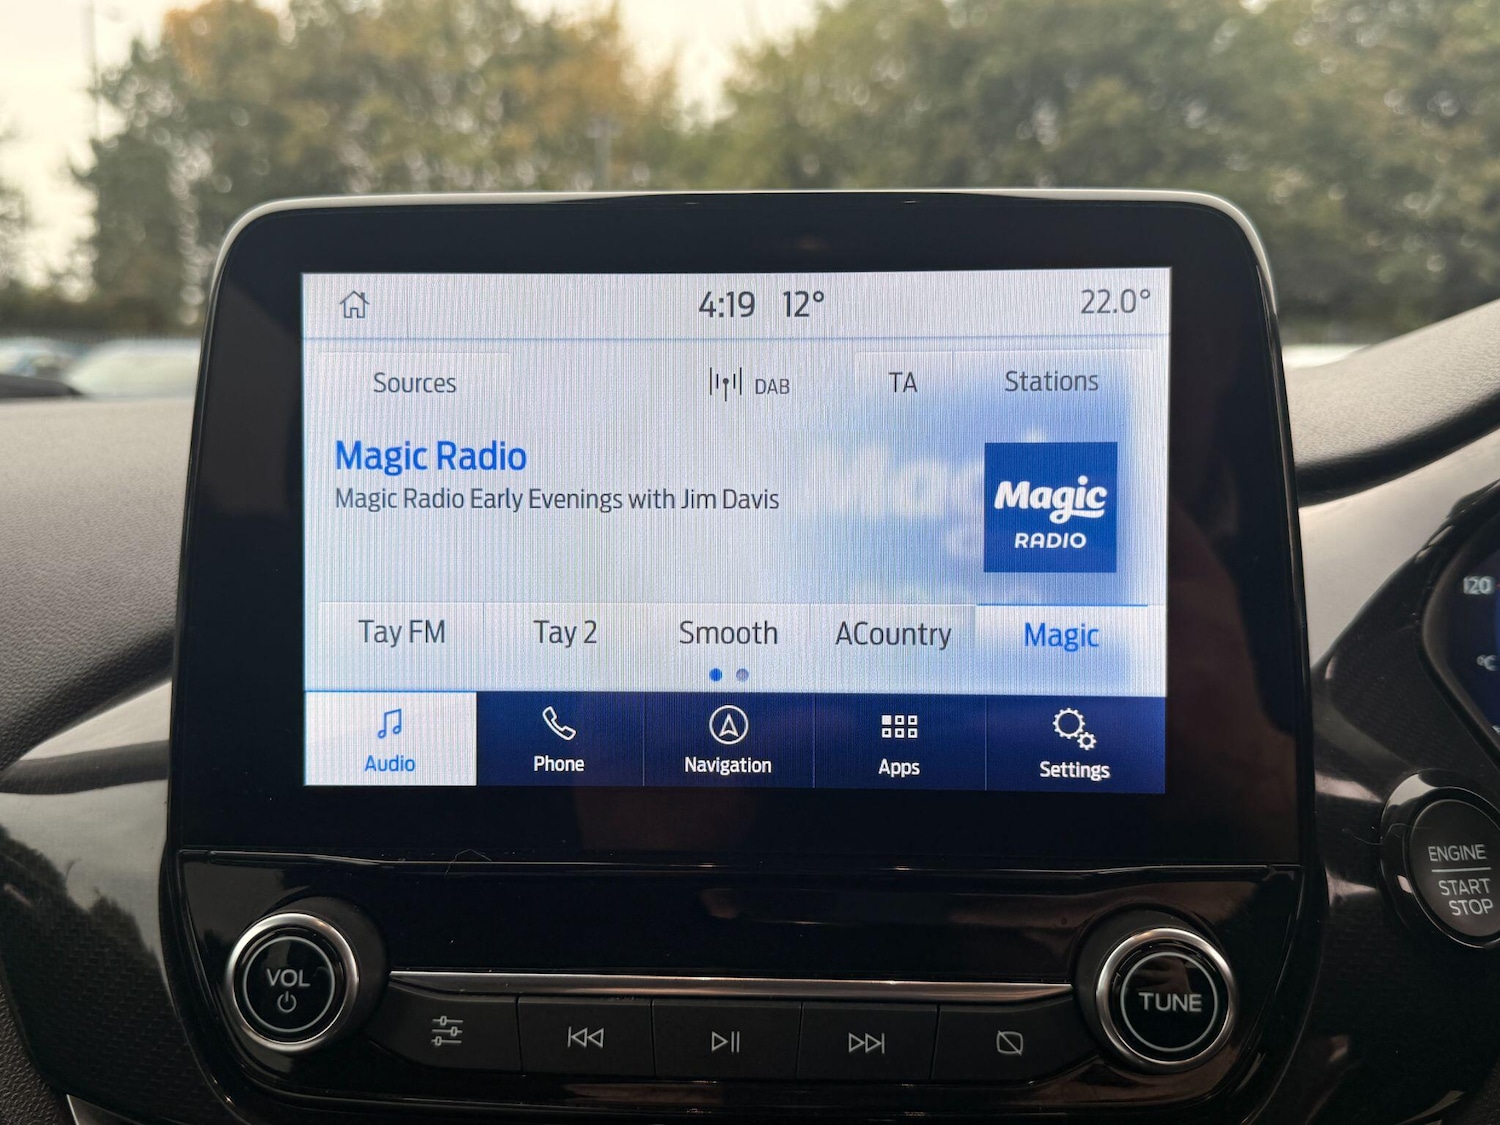 4:19 12° 22.0°
Sources DAB TA Stations
Magic Radio
Magic Radio Early Evenings with Jim Davis
Magic
RADIO
Tay FM Tay 2 Smooth ACountry Magic
Audio Phone Navigation Apps Settings
120
°C
ENGINE
START
STOP
VOL
TUNE